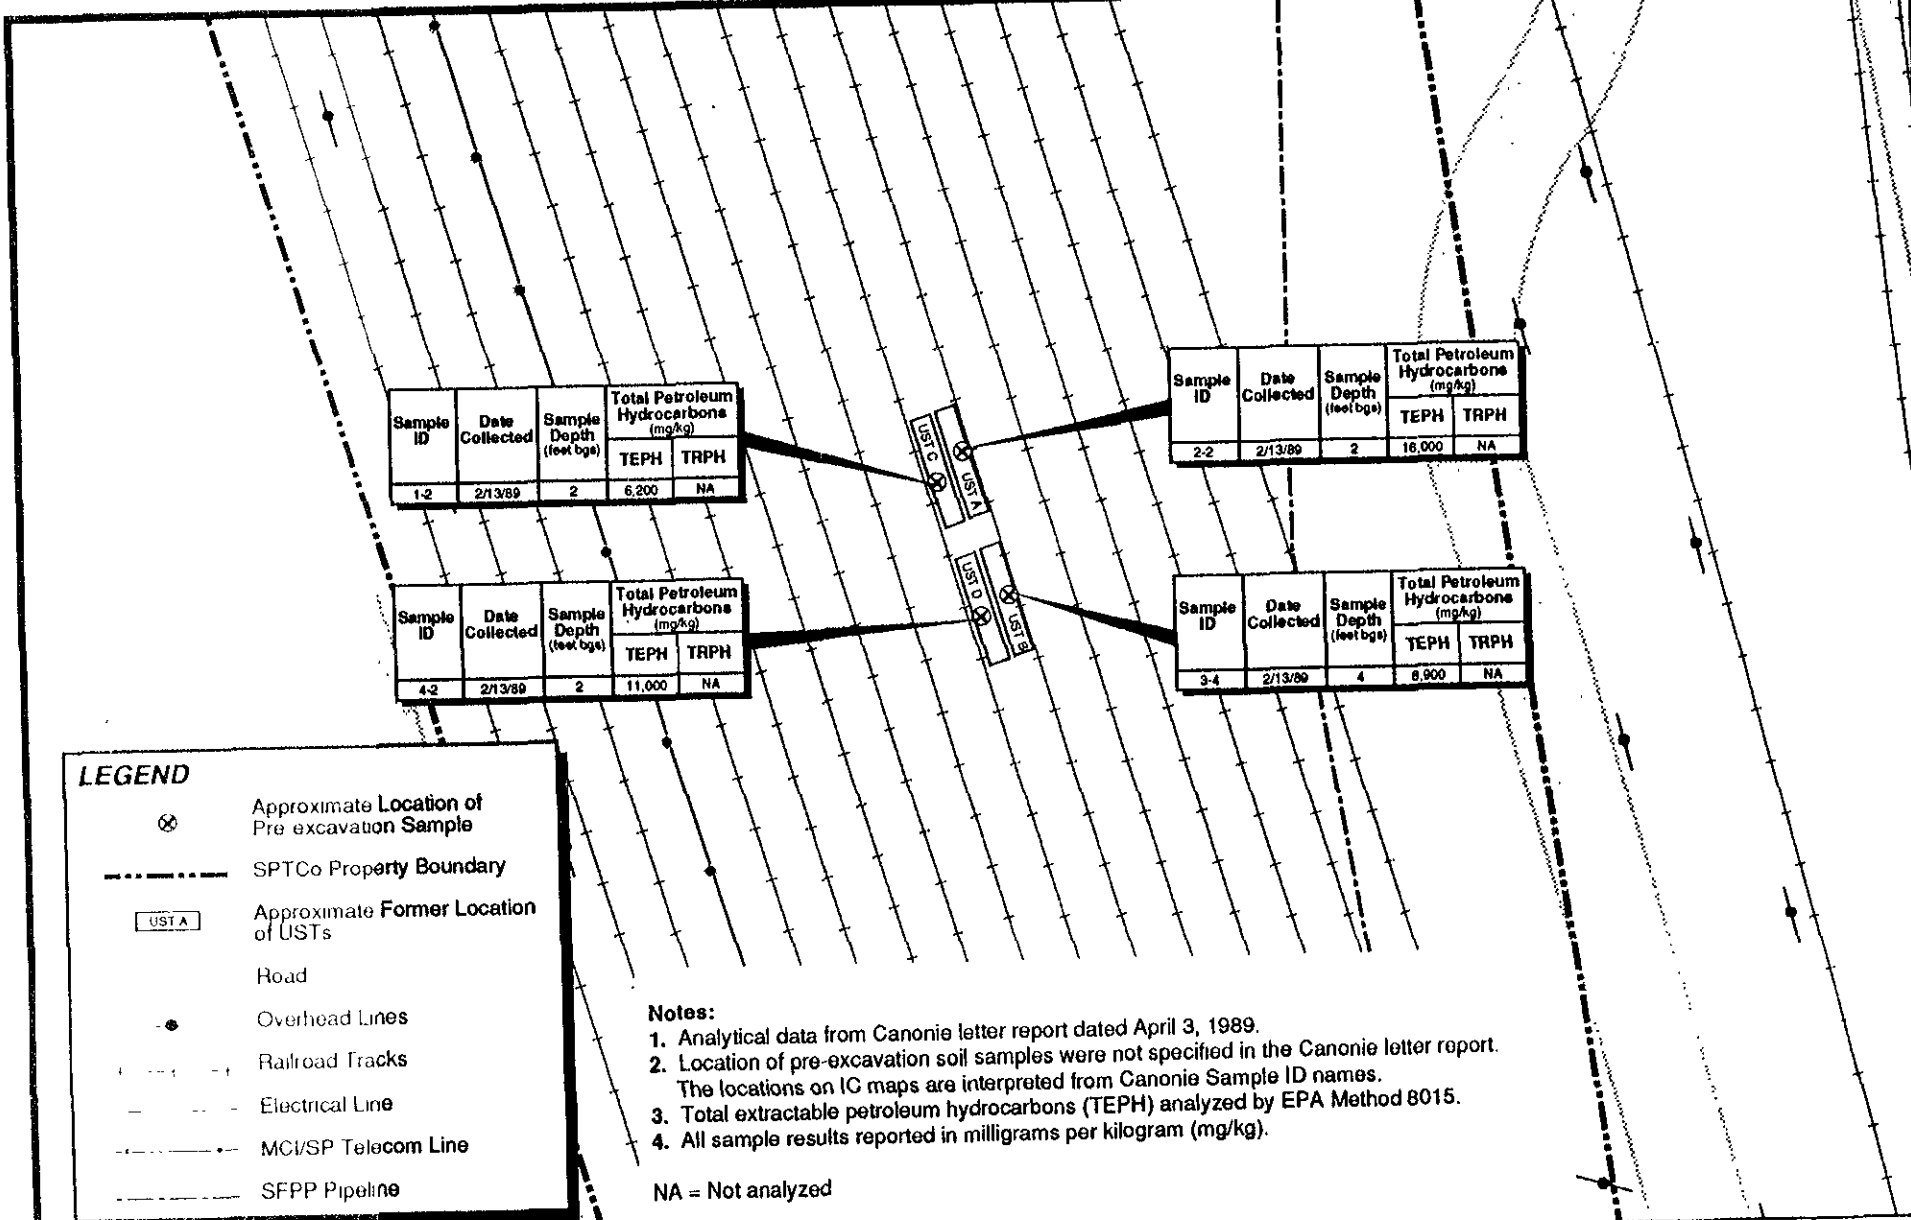 Sample ID
Date Collected
Sample Depth (feet bgs)
Total Petroleum Hydrocarbons (mg/kg)
TEPH TRPH
1-2 2/13/89 2 6,200 NA
Sample ID
Date Collected
Sample Depth (feet bgs)
Total Petroleum Hydrocarbons (mg/kg)
TEPH TRPH
2-2 2/13/89 2 16,000 NA
UST C
UST A
UST D
UST B
Sample ID
Date Collected
Sample Depth (feet bgs)
Total Petroleum Hydrocarbons (mg/kg)
TEPH TRPH
4-2 2/13/89 2 11,000 NA
Sample ID
Date Collected
Sample Depth (feet bgs)
Total Petroleum Hydrocarbons (mg/kg)
TEPH TRPH
3-4 2/13/89 4 NA
LEGEND
Approximate Location of
Pre excavation Sample
SPTCo Property Boundary
UST A
Approximate Former Location
of USTs
Road
Overhead Lines
Railroad Tracks
Electrical Line
MCI/SP Telecom Line
SFPP Pipeline
Notes:
1. Analytical data from Canonie letter report dated April 3, 1989.
2. Location of pre-excavation soil samples were not specified in the Canonie letter report.
The locations on IC maps are interpreted from Canonie Sample ID names.
3. Total extractable petroleum hydrocarbons (TEPH) analyzed by EPA Method 8015.
4. All sample results reported in milligrams per kilogram (mg/kg).
NA = Not analyzed